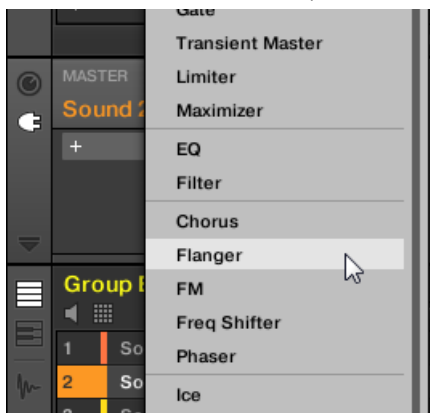 Gate
Transient Master
MASTER
Limiter
Sound 2
Maximizer
+
EQ
Filter
Chorus
Flanger
Group
FM
Freq Shifter
1 So
Phaser
2 So
Ice